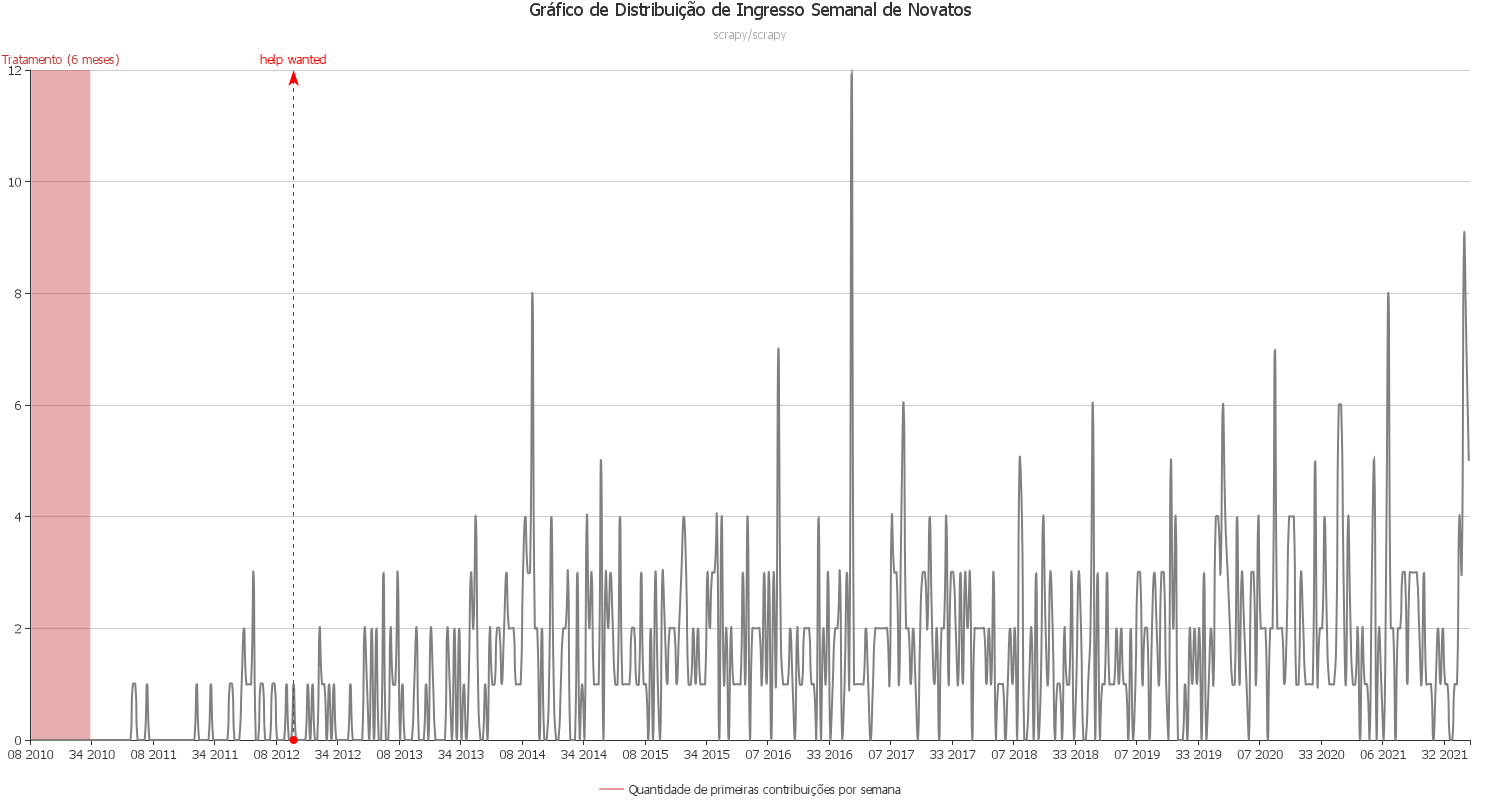 Gráfico de Distribuição de Ingresso Semanal de Novatos
scrapy/scrapy
Tratamento (6 meses)
help wanted
12
10
8
6
4
2
0
08 2010 34 2010 08 2011 34 2011 08 2012 34 2012 08 2013 34 2013 08 2014 34 2014 08 2015 34 2015 07 2016 33 2016 07 2017 33 2017 07 2018 33 2018 07 2019 33 2019 07 2020 33 2020 06 2021 32 2021
Quantidade de primeiras contribuições por semana